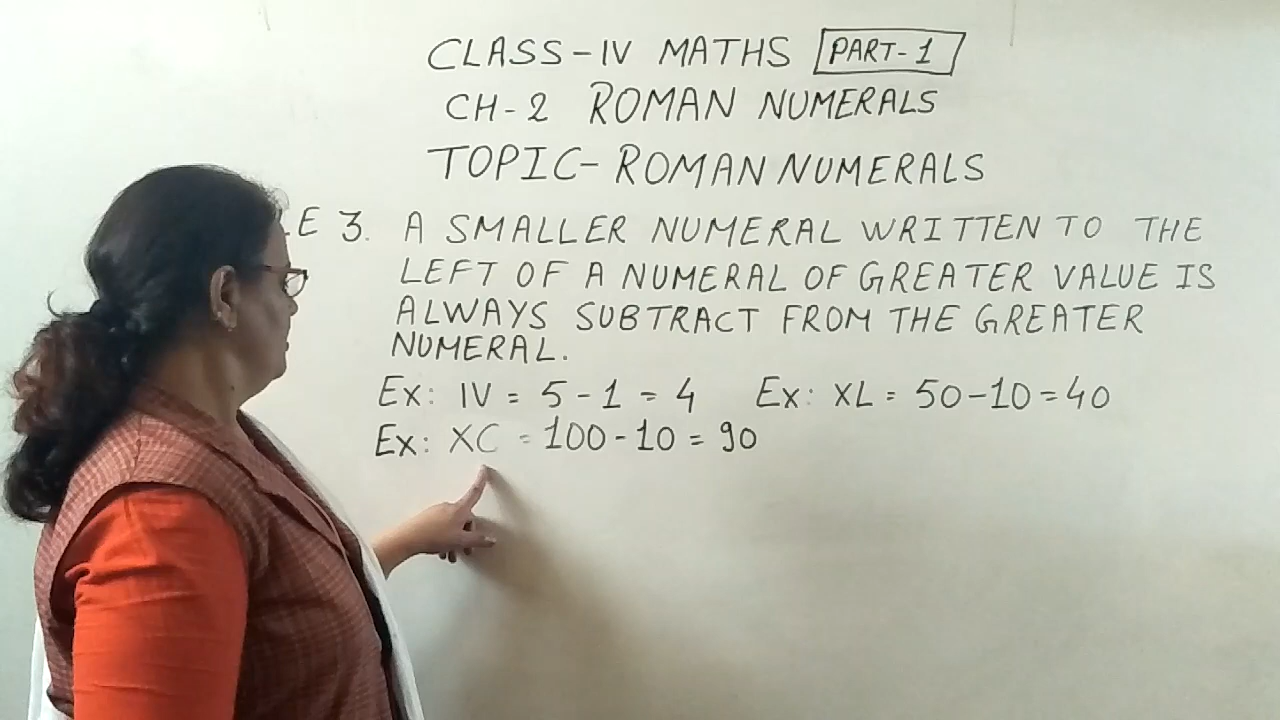 CLASS-IV MATHS PART-1
CH-2 ROMAN NUMERALS
TOPIC-ROMAN NUMERALS
3. A SMALLER NUMERAL WRITTEN TO THE
LEFT OF A NUMERAL OF GREATER VALUE IS
ALWAYS SUBTRACT FROM THE GREATER
NUMERAL.
Ex: IV = 5-1 = 4 Ex: XL = 50-10=40
Ex: XC = 100-10 = 90